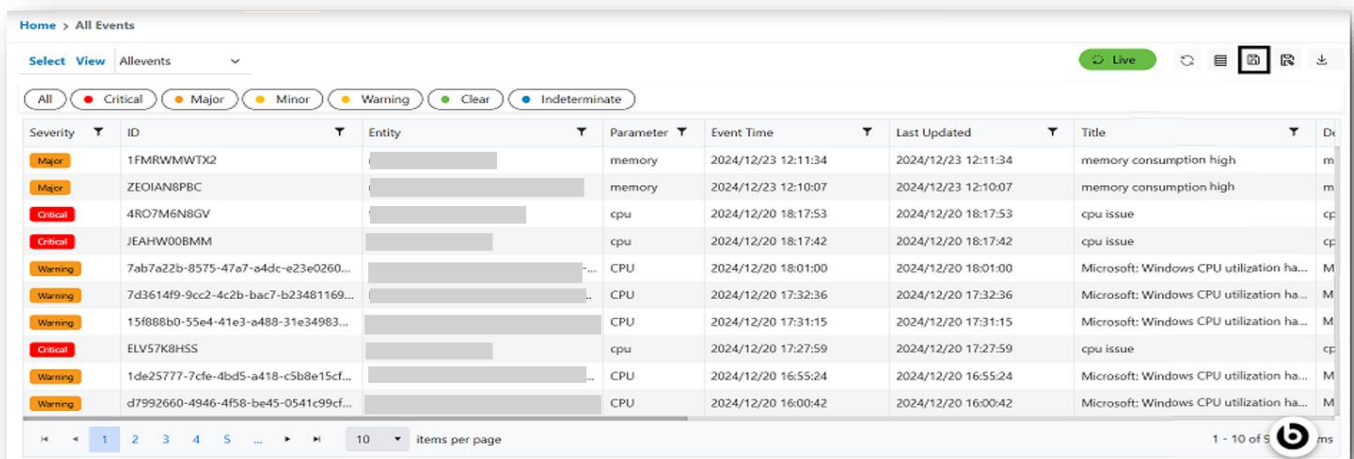 Home > All Events
Select View Allevents Live
All Critical Major Minor Warning Clear Indeterminate
Severity ID Entity Parameter Event Time Last Updated Title
Major 1FMRWMWTX2 memory 2024/12/23 12:11:34 2024/12/23 12:11:34 memory consumption high m
Major ZEOIAN8PBC memory 2024/12/23 12:10:07 2024/12/23 12:10:07 memory consumption high m
Critical 4RO7M6N8GV cpu 2024/12/20 18:17:53 2024/12/20 18:17:53 cpu issue cp
Critical JEAHW00BMM cpu 2024/12/20 18:17:42 2024/12/20 18:17:42 cpu issue cp
Warning 7ab7a22b-8575-47a7-a4dc-e23e0260... -... CPU 2024/12/20 18:01:00 2024/12/20 18:01:00 Microsoft: Windows CPU utilization ha... M
Warning 7d3614f9-9cc2-4c2b-bac7-b23481169... .. CPU 2024/12/20 17:32:36 2024/12/20 17:32:36 Microsoft: Windows CPU utilization ha... M
Warning 15f888b0-55e4-41e3-a488-31e34983... CPU 2024/12/20 17:31:15 2024/12/20 17:31:15 Microsoft: Windows CPU utilization ha... M
Critical ELV57K8HSS cpu 2024/12/20 17:27:59 2024/12/20 17:27:59 cpu issue cp
Warning 1de25777-7cfe-4bd5-a418-c5b8e15cf... ... CPU 2024/12/20 16:55:24 2024/12/20 16:55:24 Microsoft: Windows CPU utilization ha... M
Warning d7992660-4946-4f58-be45-0541c99cf... CPU 2024/12/20 16:00:42 2024/12/20 16:00:42 Microsoft: Windows CPU utilization ha... M
1 2 3 4 5 ... 10 items per page 1 - 10 of